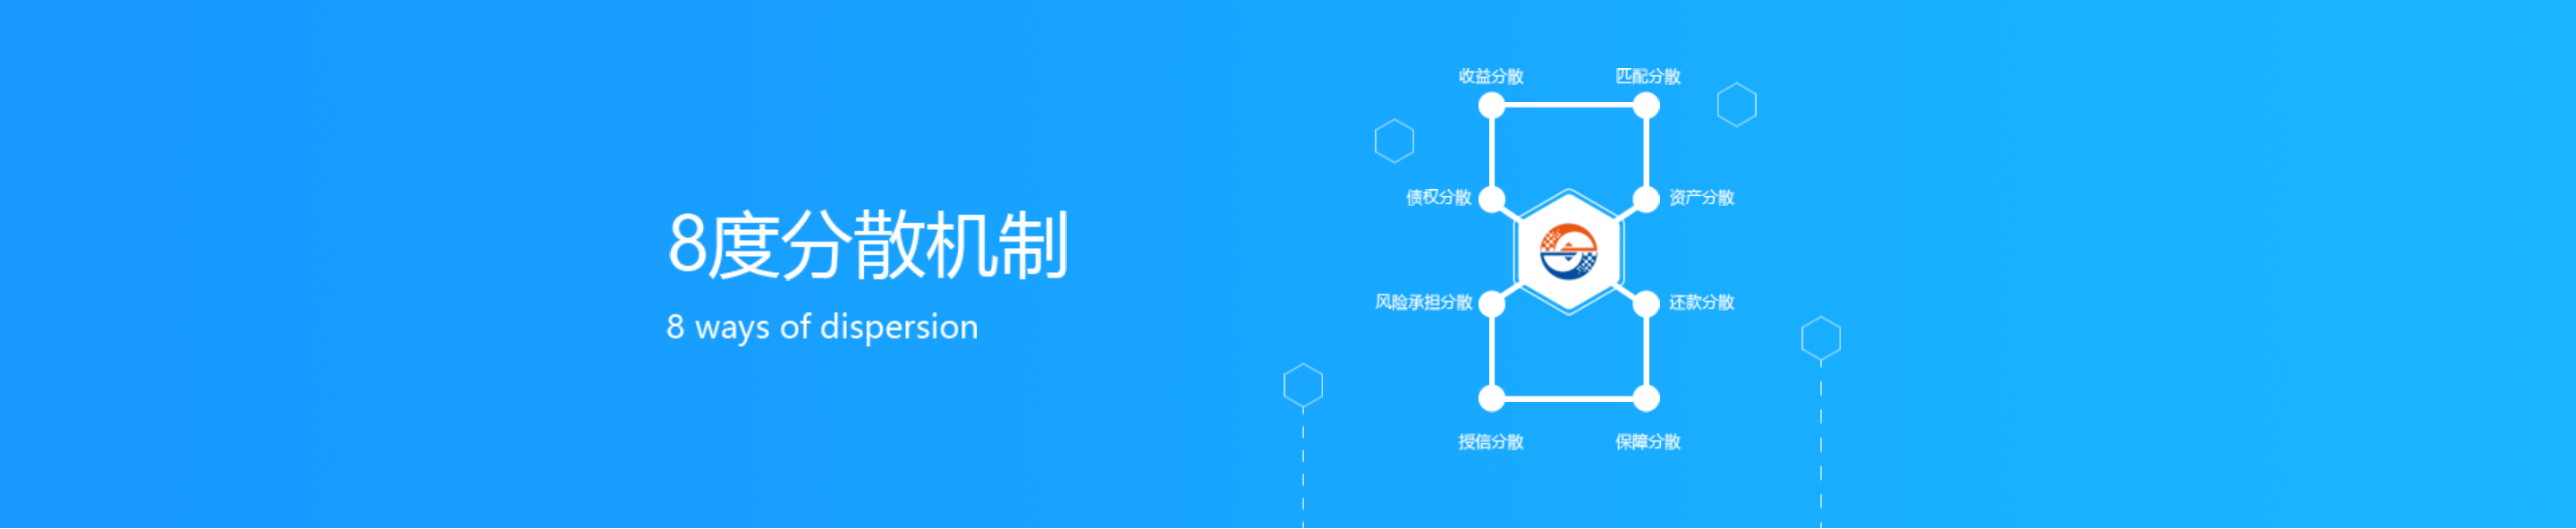 8度分散机制
8 ways of dispersion
收益分散
匹配分散
债权分散
资产分散
风险承担分散
还款分散
授信分散
保障分散